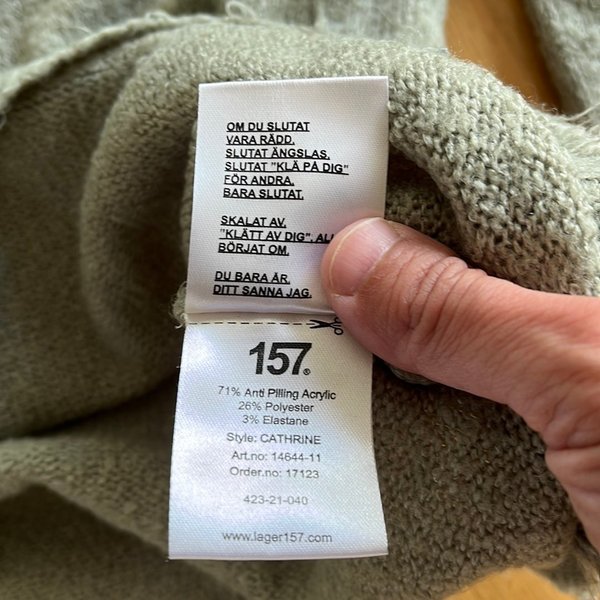 OM DU SLUTAT
VARA RÄDD.
SLUTAT ÄNGSLAS.
SLUTAT "KLÄ PÅ DIG"
FÖR ANDRA.
BARA SLUTAT.
SKALAT AV.
"KLÄTT AV DIG",
BÖRJAT OM.
DU BARA ÄR.
DITT SANNA JAG.
157®
71% Anti Pilling Acrylic
26% Polyester
3% Elastane
Style: CATHRINE
Art.no: 14644-11
Order.no: 17123
423-21-040
www.lager157.com